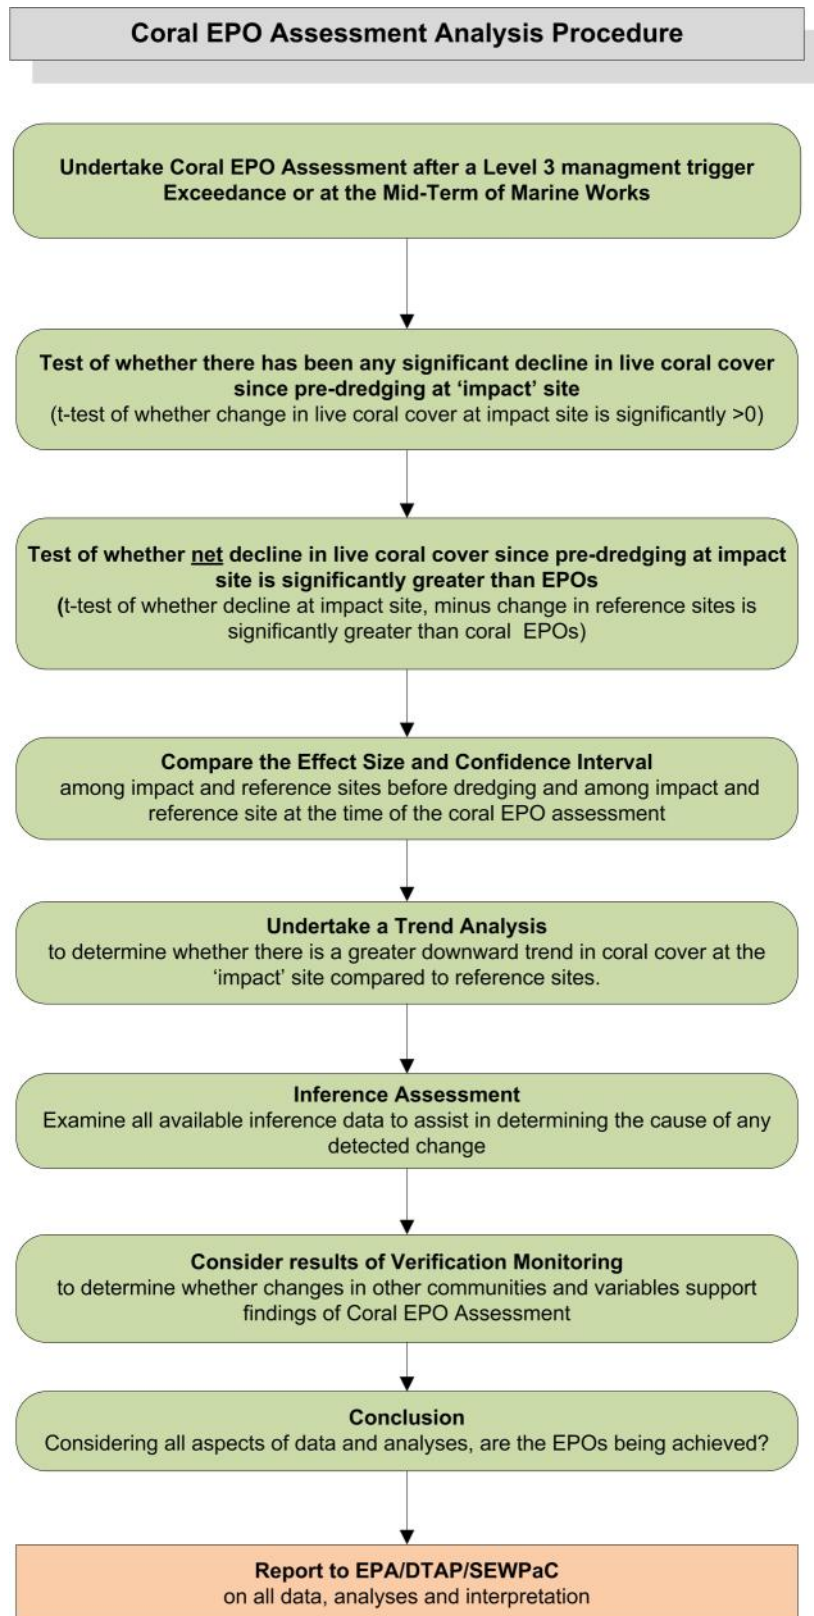 Coral EPO Assessment Analysis Procedure
Undertake Coral EPO Assessment after a Level 3 managment trigger
Exceedance or at the Mid-Term of Marine Works
Test of whether there has been any significant decline in live coral cover
since pre-dredging at ‘impact’ site
(t-test of whether change in live coral cover at impact site is significantly >0)
Test of whether net decline in live coral cover since pre-dredging at impact
site is significantly greater than EPOs
(t-test of whether decline at impact site, minus change in reference sites is
significantly greater than coral EPOs)
Compare the Effect Size and Confidence Interval
among impact and reference sites before dredging and among impact and
reference site at the time of the coral EPO assessment
Undertake a Trend Analysis
to determine whether there is a greater downward trend in coral cover at the
‘impact’ site compared to reference sites.
Inference Assessment
Examine all available inference data to assist in determining the cause of any
detected change
Consider results of Verification Monitoring
to determine whether changes in other communities and variables support
findings of Coral EPO Assessment
Conclusion
Considering all aspects of data and analyses, are the EPOs being achieved?
Report to EPA/DTAP/SEWPaC
on all data, analyses and interpretation